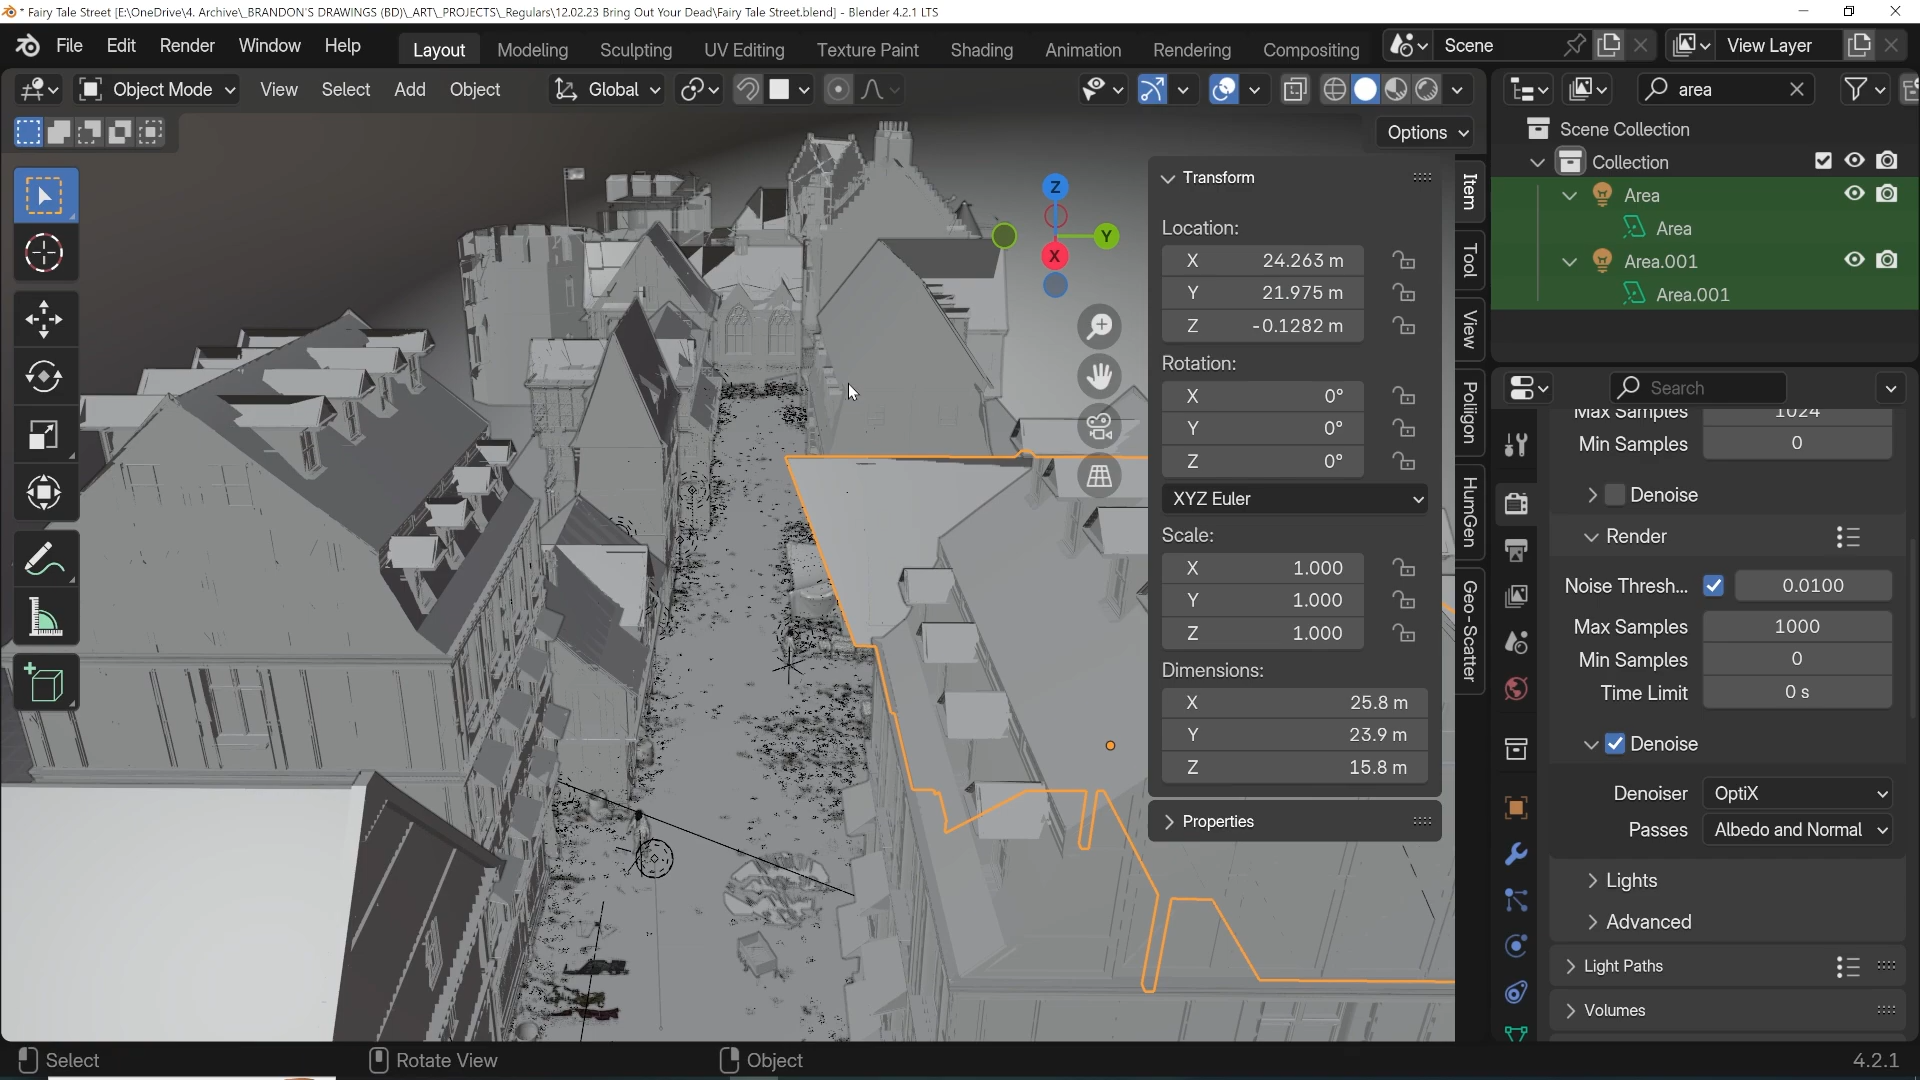 * Fairy Tale Street [E:\OneDrive\4. Archive\_BRANDON'S DRAWINGS (BD)\_ART\_PROJECTS\_Regulars\12.02.23 Bring Out Your Dead\Fairy Tale Street.blend] - Blender 4.2.1 LTS
File Edit Render Window Help Layout Modeling Sculpting UV Editing Texture Paint Shading Animation Rendering Compositing Scene View Layer
Object Mode View Select Add Object Global area
Options
Scene Collection
Collection
Area
Area
Area.001
Area.001
Transform
Location:
X 24.263 m
Y 21.975 m
Z -0.1282 m
Rotation:
X 0°
Y 0°
Z 0°
XYZ Euler
Scale:
X 1.000
Y 1.000
Z 1.000
Dimensions:
X 25.8 m
Y 23.9 m
Z 15.8 m
Properties
Item
Tool
View
Poliigon
HumGen
Geo-Scatter
Z
Y
X
Search
Max Samples 1024
Min Samples 0
Denoise
Render
Noise Thresh... 0.0100
Max Samples 1000
Min Samples 0
Time Limit 0 s
Denoise
Denoiser OptiX
Passes Albedo and Normal
Lights
Advanced
Light Paths
Volumes
Select Rotate View Object 4.2.1